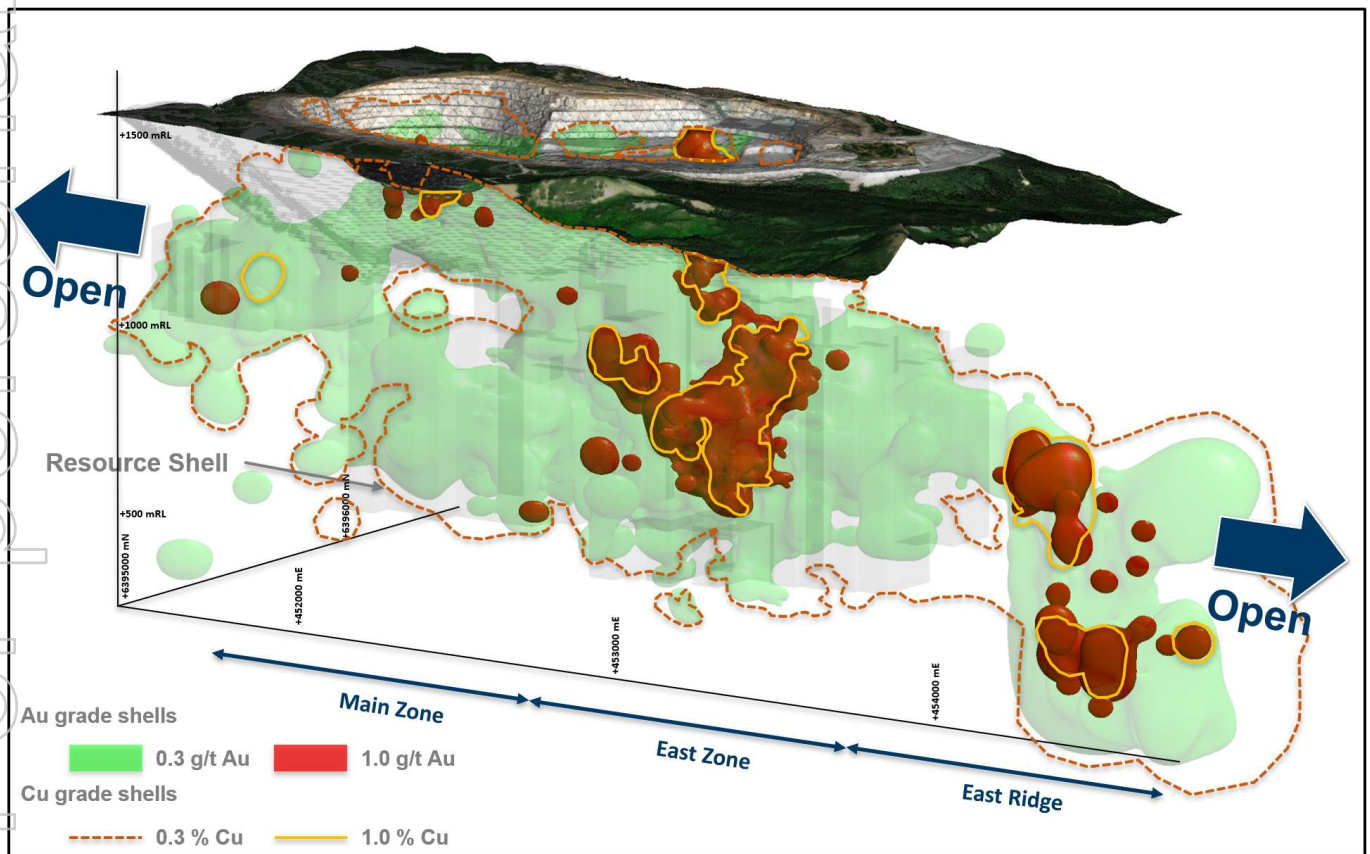 +1500 mRL
Open
+1000 mRL
Resource Shell
+500 mRL
+6396000 mN
+6395000 mN
+452000 mE
+453000 mE
+454000 mE
Open
Main Zone
East Zone
East Ridge
Au grade shells
0.3 g/t Au
1.0 g/t Au
Cu grade shells
0.3 % Cu
1.0 % Cu